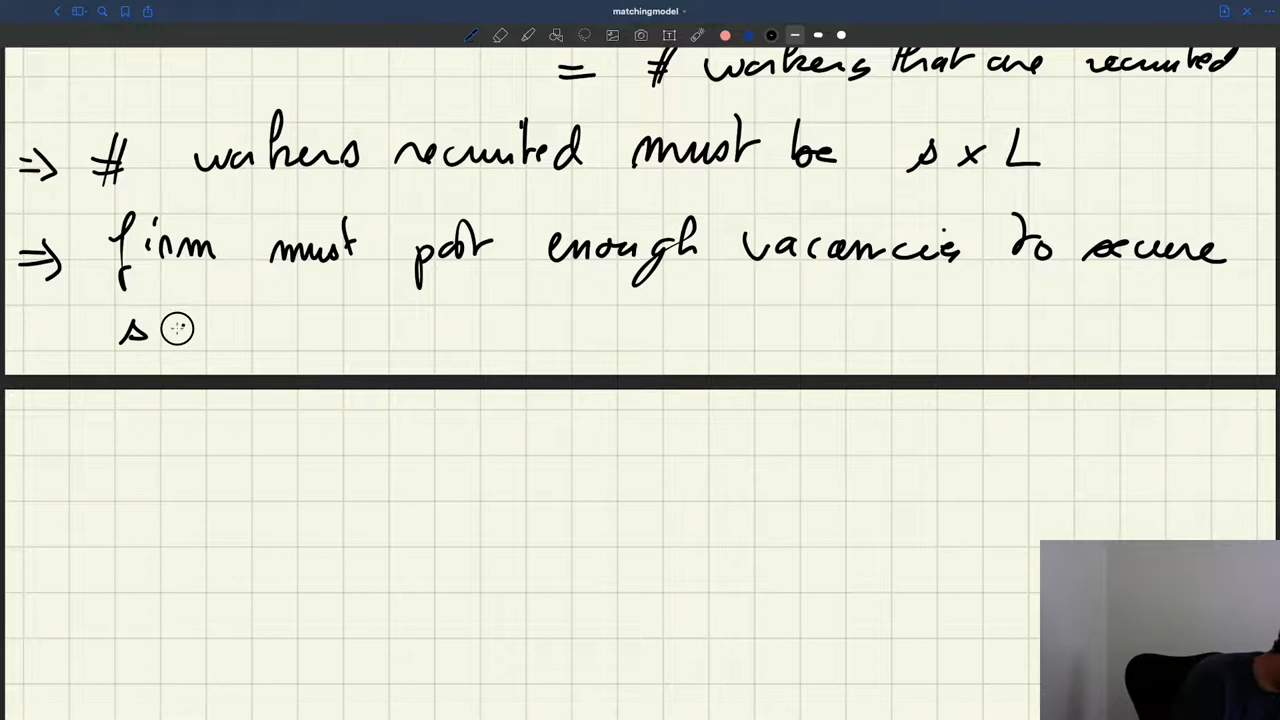 matchingmodel
= # workers that are recruited
⇒ # workers recruited must be s x L
⇒ firm must post enough vacancies to secure
s